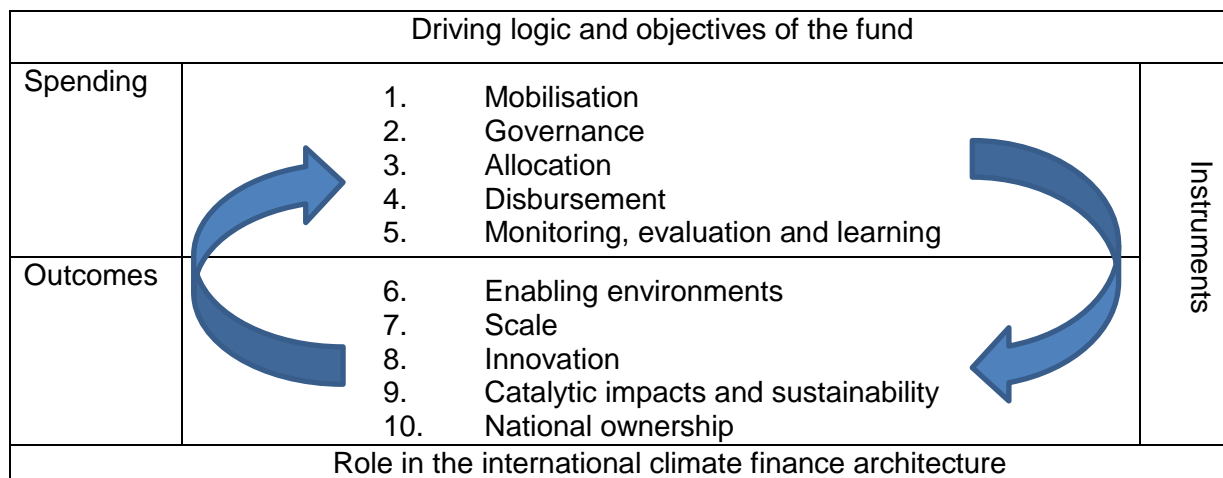 Driving logic and objectives of the fund
Spending
1. Mobilisation
2. Governance
3. Allocation
4. Disbursement
5. Monitoring, evaluation and learning
Instruments
Outcomes
6. Enabling environments
7. Scale
8. Innovation
9. Catalytic impacts and sustainability
10. National ownership
Role in the international climate finance architecture